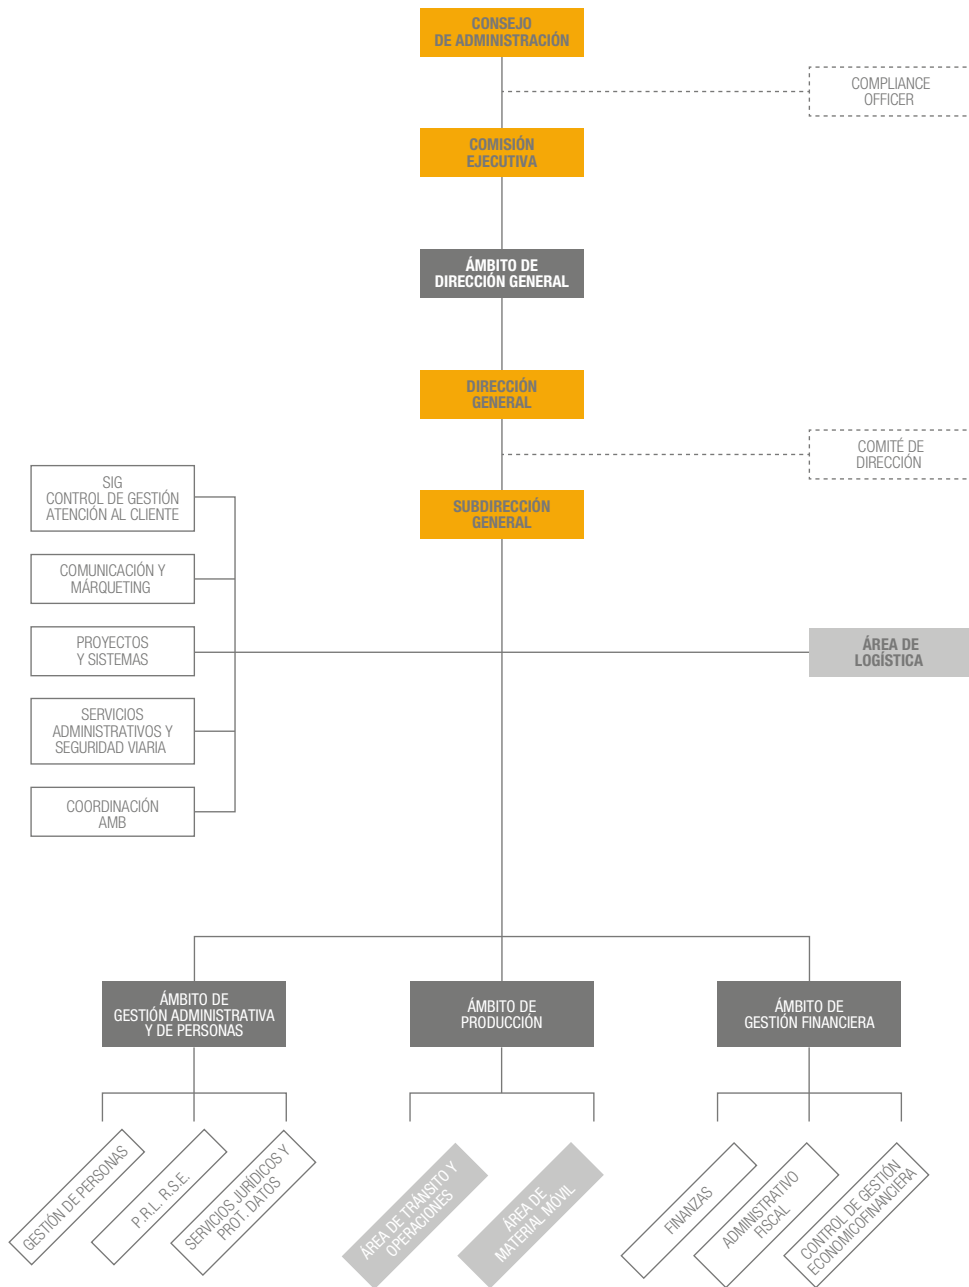 CONSEJO
DE ADMINISTRACIÓN
COMPLIANCE
OFFICER
COMISIÓN
EJECUTIVA
ÁMBITO DE
DIRECCIÓN GENERAL
DIRECCIÓN
GENERAL
COMITÉ DE
DIRECCIÓN
SUBDIRECCIÓN
GENERAL
SIG
CONTROL DE GESTIÓN
ATENCIÓN AL CLIENTE
COMUNICACIÓN Y
MÁRQUETING
PROYECTOS
Y SISTEMAS
ÁREA DE
LOGÍSTICA
SERVICIOS
ADMINISTRATIVOS Y
SEGURIDAD VIARIA
COORDINACIÓN
AMB
ÁMBITO DE
GESTIÓN ADMINISTRATIVA
Y DE PERSONAS
ÁMBITO DE
PRODUCCIÓN
ÁMBITO DE
GESTIÓN FINANCIERA
GESTIÓN DE PERSONAS
P.R.L. R.S.E.
SERVICIOS JURÍDICOS Y
PROT. DATOS
ÁREA DE TRÁNSITO Y
OPERACIONES
ÁREA DE
MATERIAL MÓVIL
FINANZAS
ADMINISTRATIVO
FISCAL
CONTROL DE GESTIÓN
ECONOMICOFINANCIERA